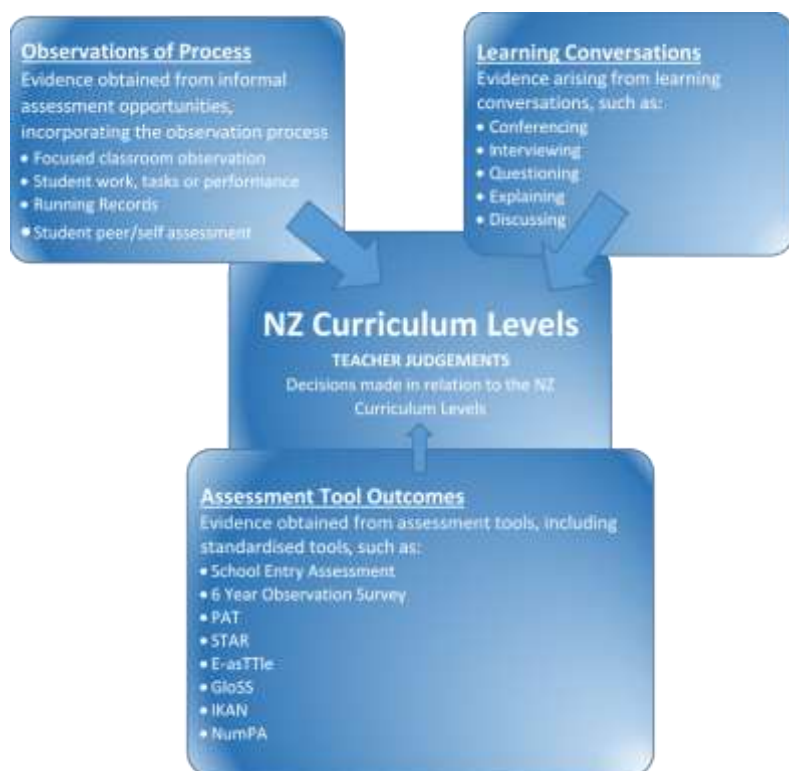 Observations of Process
Evidence obtained from informal
assessment opportunities,
incorporating the observation process
• Focused classroom observation
• Student work, tasks or performance
• Running Records
• Student peer/self assessment
Learning Conversations
Evidence arising from learning
conversations, such as:
• Conferencing
• Interviewing
• Questioning
• Explaining
• Discussing
NZ Curriculum Levels
TEACHER JUDGEMENTS
Decisions made in relation to the NZ
Curriculum Levels
Assessment Tool Outcomes
Evidence obtained from assessment tools, including
standardised tools, such as:
• School Entry Assessment
• 6 Year Observation Survey
• PAT
• STAR
• E-asTTle
• GloSS
• IKAN
• NumPA